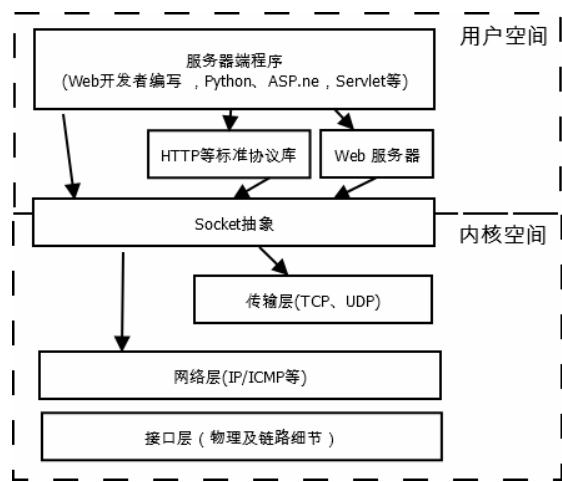 用户空间
服务器端程序
(Web开发者编写 ，Python、ASP.ne，Servlet等)
HTTP等标准协议库
Web 服务器
Socket抽象
内核空间
传输层(TCP、UDP)
网络层(IP/ICMP等)
接口层（物理及链路细节）